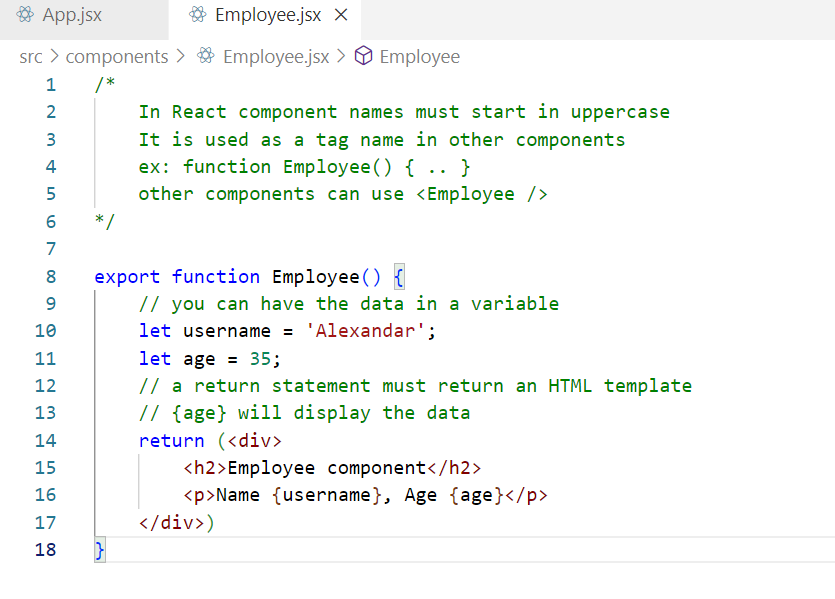 App.jsx Employee.jsx
src components Employee.jsx Employee
1 /*
2     In React component names must start in uppercase
3     It is used as a tag name in other components
4     ex: function Employee() { .. }
5     other components can use <Employee />
6 */
7
8 export function Employee() {
9     // you can have the data in a variable
10     let username = 'Alexandar';
11     let age = 35;
12     // a return statement must return an HTML template
13     // {age} will display the data
14     return (<div>
15         <h2>Employee component</h2>
16         <p>Name {username}, Age {age}</p>
17     </div>)
18 }